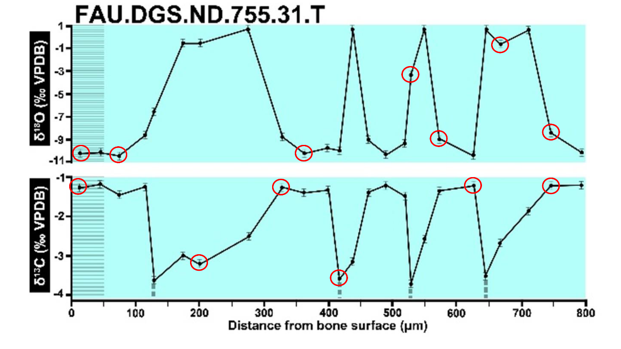 FAU.DGS.ND.755.31.T
δ¹⁸O (‰ VPDB)
1
-1
-3
-5
-7
-9
-11
δ¹³C (‰ VPDB)
-1
-2
-3
-4
0 100 200 300 400 500 600 700 800
Distance from bone surface (µm)